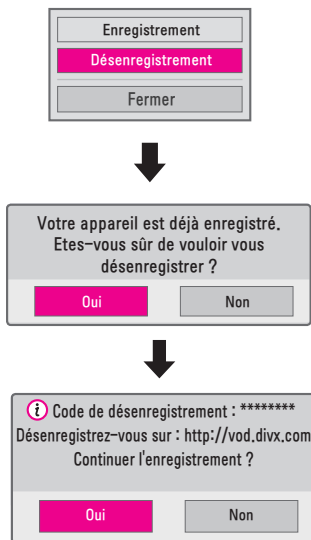 Enregistrement
Désenregistrement
Fermer
Votre appareil est déjà enregistré.
Etes-vous sûr de vouloir vous
désenregistrer ?
Oui
Non
i Code de désenregistrement : ********
Désenregistrez-vous sur : http://vod.divx.com
Continuer l'enregistrement ?
Oui
Non